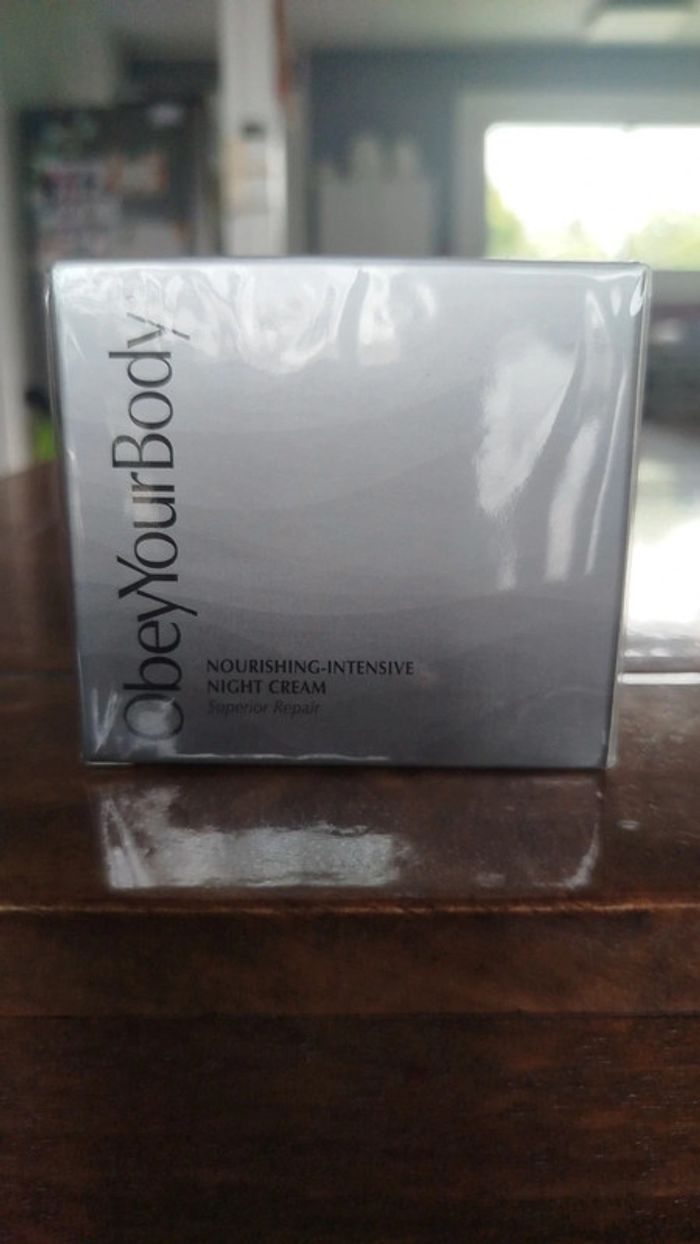 ObeyYourBody
NOURISHING-INTENSIVE
NIGHT CREAM
Superior Repair